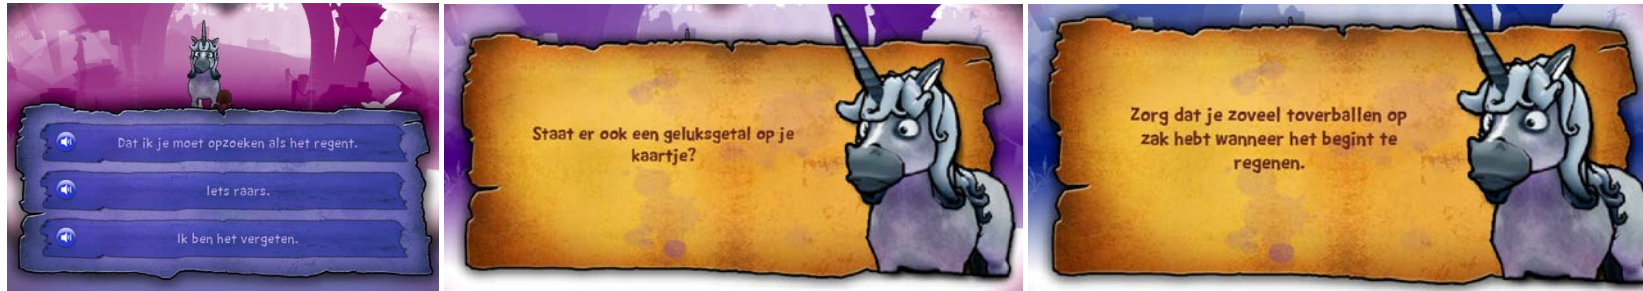 Dat ik je moet opzoeken als het regent.
Iets raars.
Ik ben het vergeten.
Staat er ook een geluksgetal op je
kaartje?
Zorg dat je zoveel toverballen op
zak hebt wanneer het begint te
regenen.